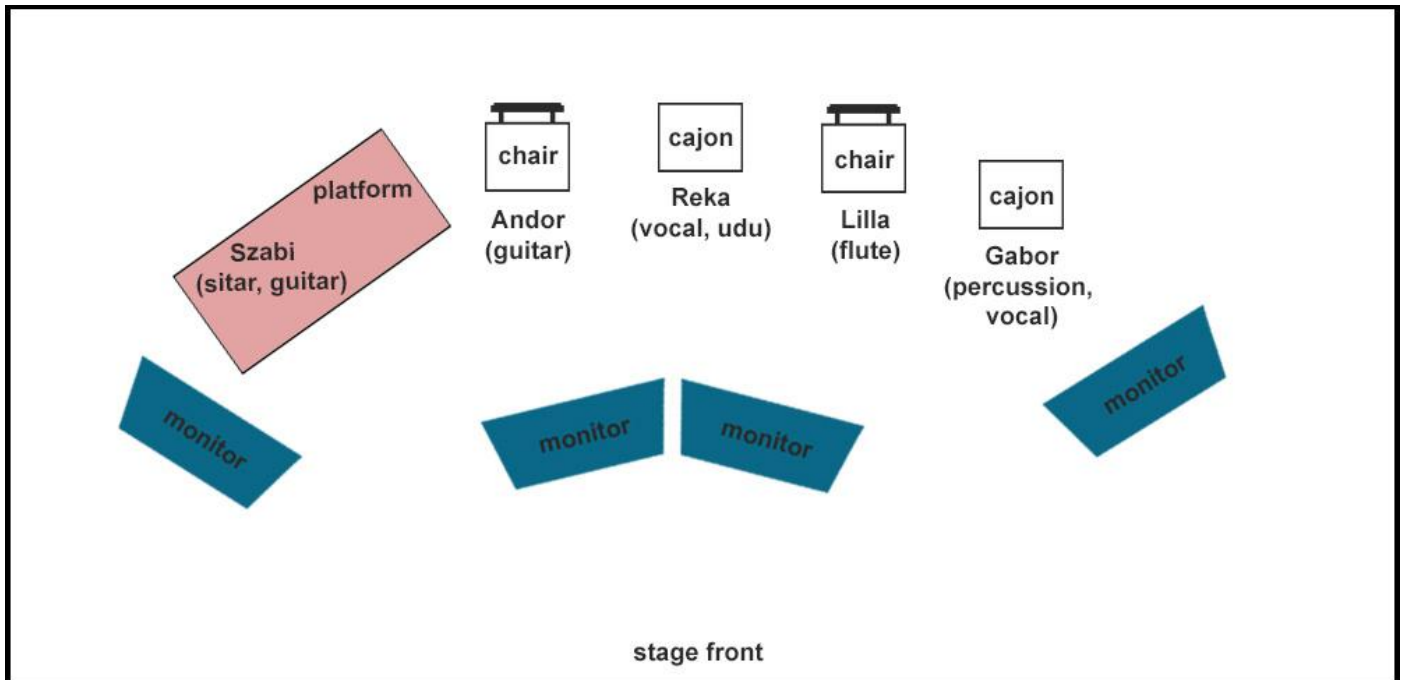 platform
Szabi
(sitar, guitar)
chair
Andor
(guitar)
cajon
Reka
(vocal, udu)
chair
Lilla
(flute)
cajon
Gabor
(percussion,
vocal)
monitor
monitor
monitor
monitor
stage front